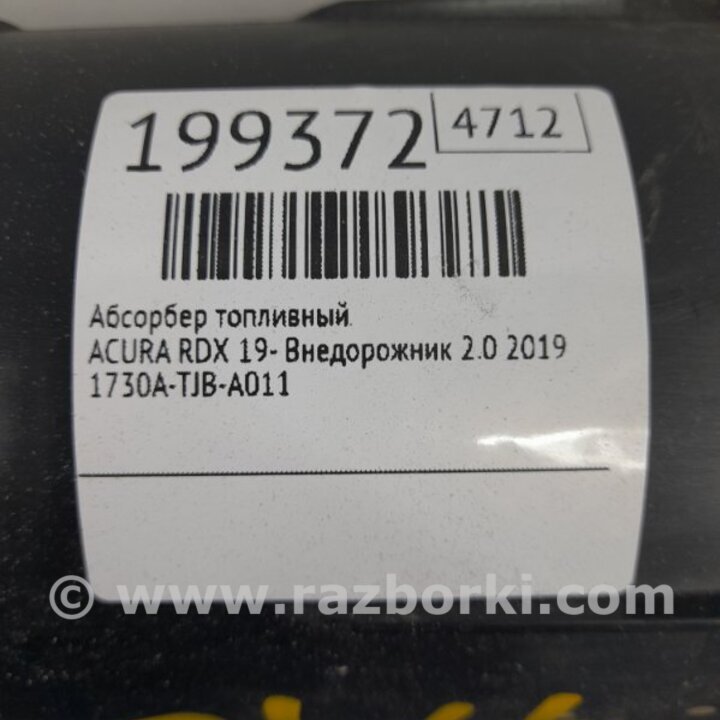 199372
4712
Абсорбер топливный
ACURA RDX 19- Внедорожник 2.0 2019
1730A-TJB-A011
© www.razborki.com